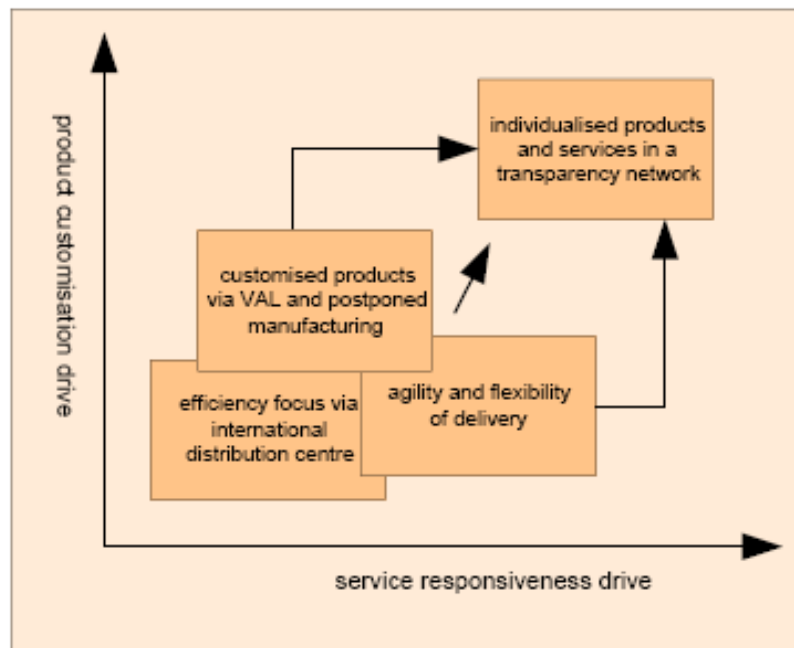 product customisation drive
individualised products
and services in a
transparency network
customised products
via VAL and postponed
manufacturing
efficiency focus via
international
distribution centre
agility and flexibility
of delivery
service responsiveness drive